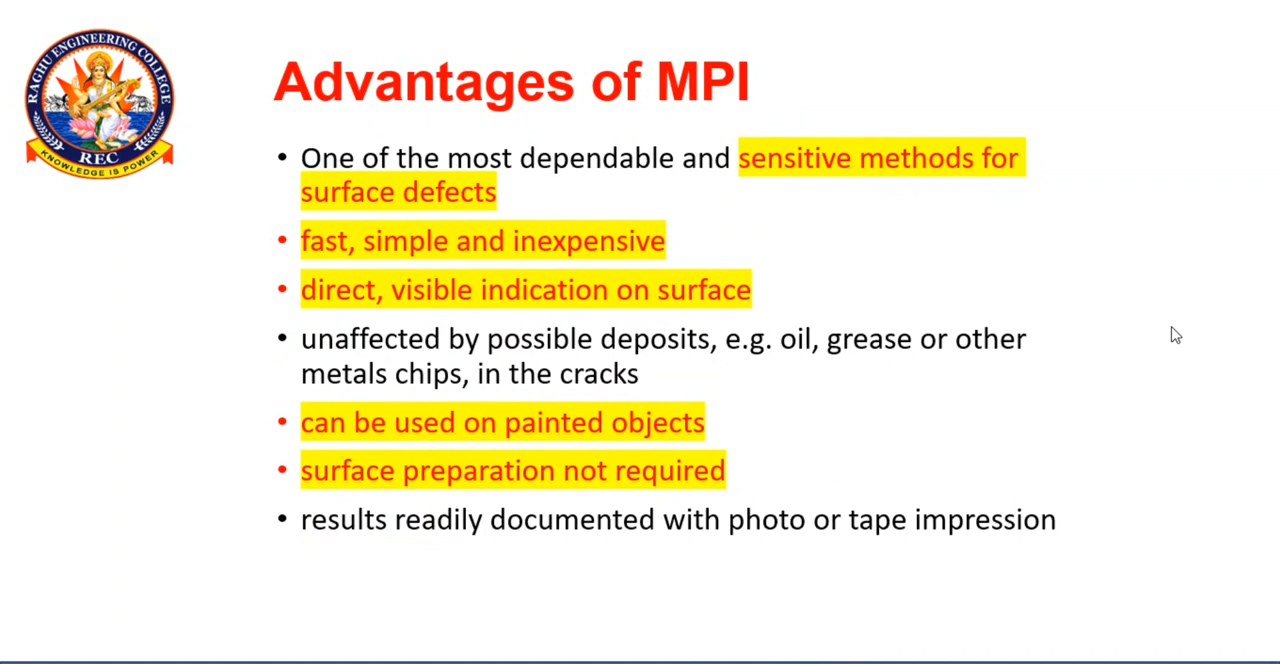 RAGHU ENGINEERING COLLEGE
REC
KNOWLEDGE IS POWER
Advantages of MPI
• One of the most dependable and sensitive methods for
surface defects
• fast, simple and inexpensive
• direct, visible indication on surface
• unaffected by possible deposits, e.g. oil, grease or other
metals chips, in the cracks
• can be used on painted objects
• surface preparation not required
• results readily documented with photo or tape impression